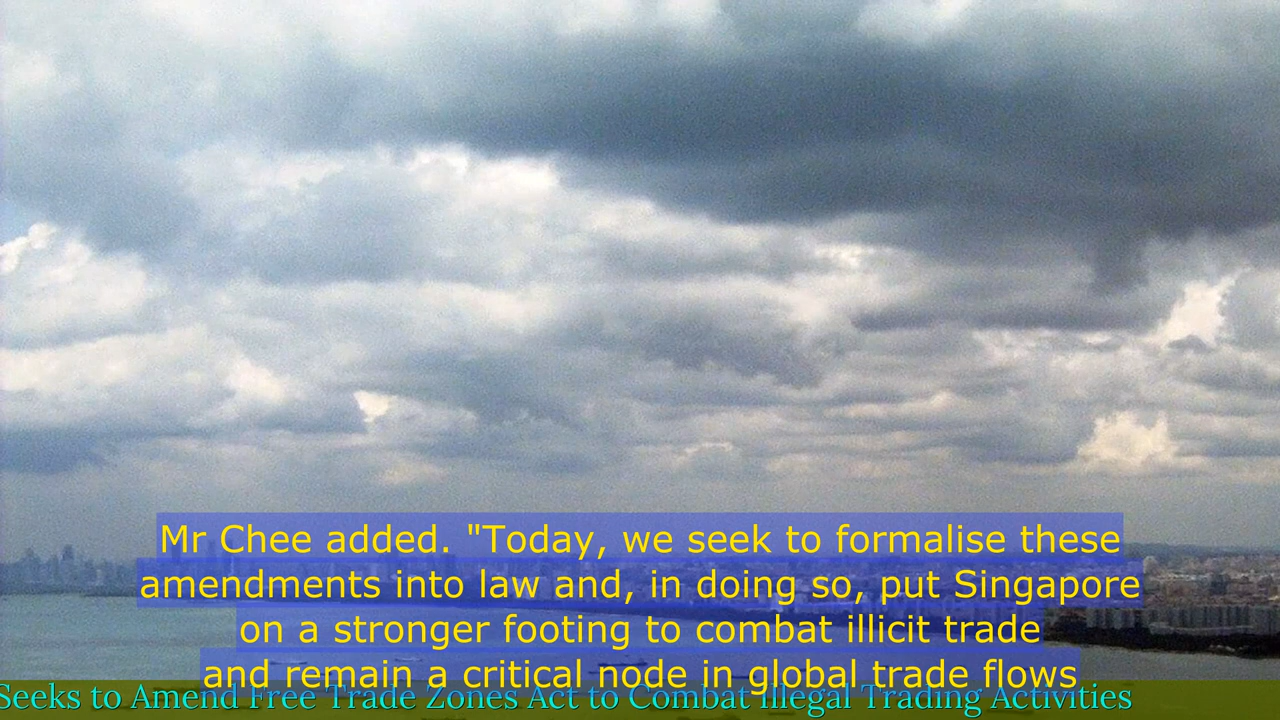 Mr Chee added. "Today, we seek to formalise these
amendments into law and, in doing so, put Singapore
on a stronger footing to combat illicit trade
and remain a critical node in global trade flows
Seeks to Amend Free Trade Zones Act to Combat Illegal Trading Activities